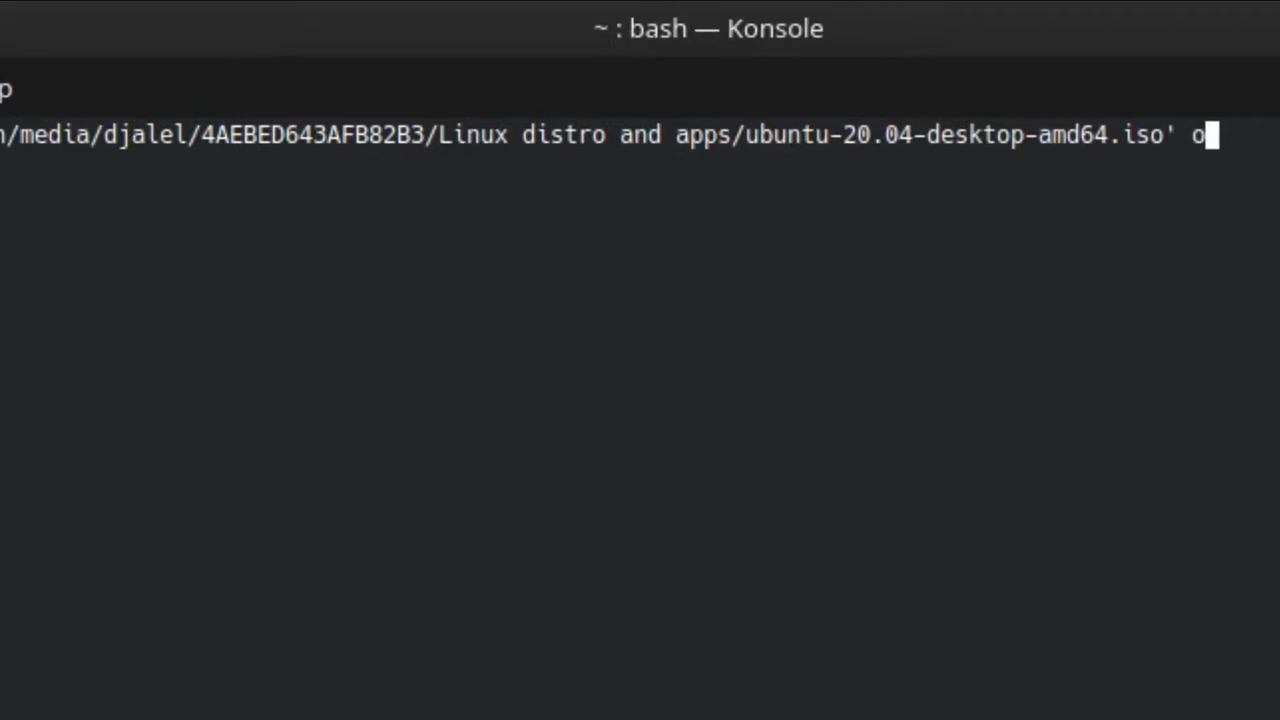 ~ : bash — Konsole
p
n/media/djalel/4AEBED643AFB82B3/Linux distro and apps/ubuntu-20.04-desktop-amd64.iso' o